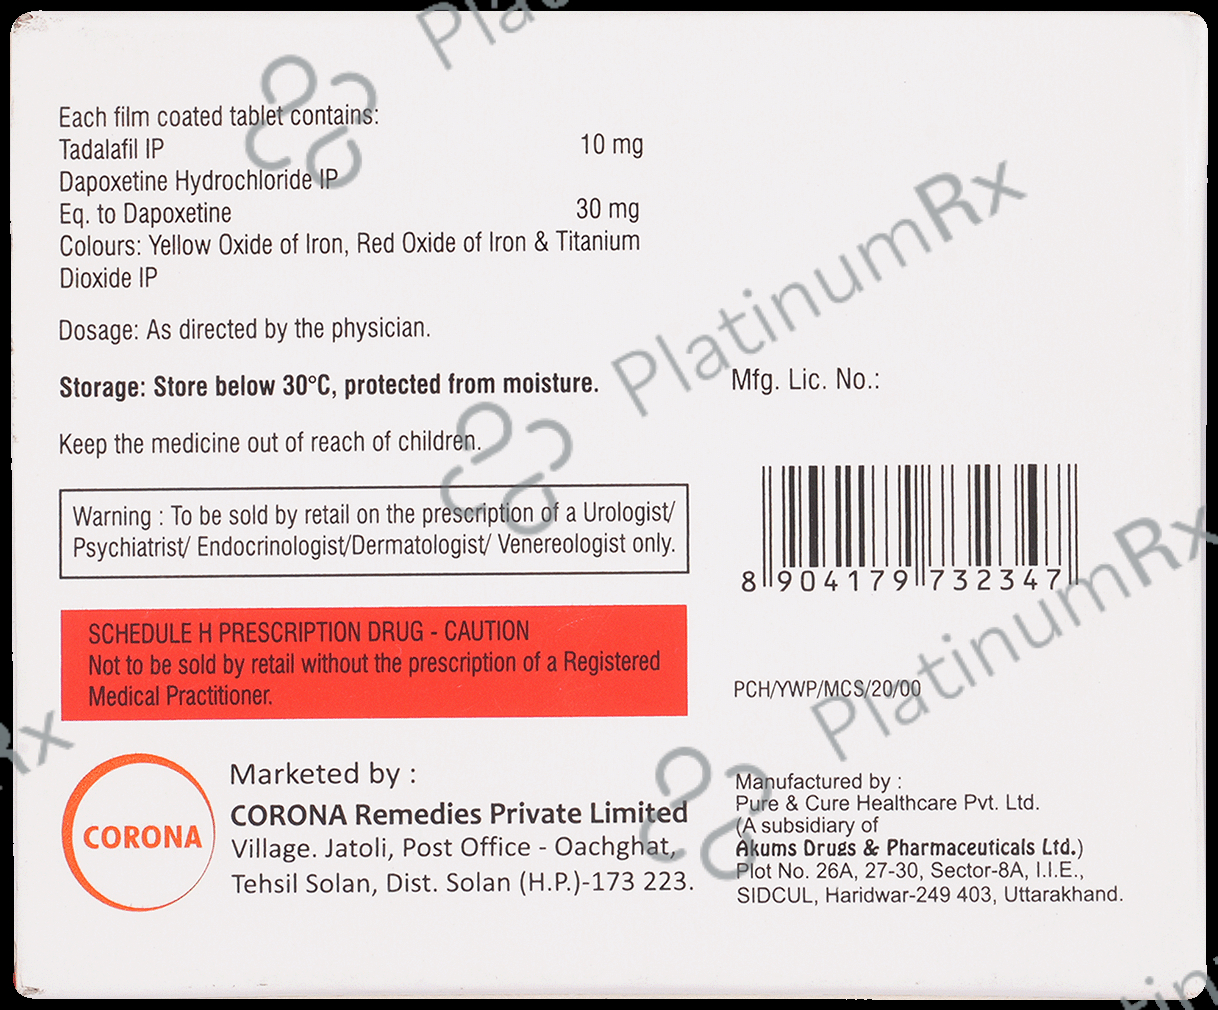 Each film coated tablet contains:
Tadalafil IP 10 mg
Dapoxetine Hydrochloride IP
Eq. to Dapoxetine 30 mg
Colours: Yellow Oxide of Iron, Red Oxide of Iron & Titanium
Dioxide IP
Dosage: As directed by the physician.
Storage: Store below 30°C, protected from moisture.
Keep the medicine out of reach of children.
Warning : To be sold by retail on the prescription of a Urologist/
Psychiatrist/ Endocrinologist/Dermatologist/ Venereologist only.
SCHEDULE H PRESCRIPTION DRUG - CAUTION
Not to be sold by retail without the prescription of a Registered
Medical Practitioner.
CORONA
Marketed by :
CORONA Remedies Private Limited
Village. Jatoli, Post Office - Oachghat,
Tehsil Solan, Dist. Solan (H.P.)-173 223.
Mfg. Lic. No.:
8 904179 732347
PCH/YWP/MCS/20/00
Manufactured by :
Pure & Cure Healthcare Pvt. Ltd.
(A subsidiary of
Akums Drugs & Pharmaceuticals Ltd.)
Plot No. 26A, 27-30, Sector-8A, I.I.E.,
SIDCUL, Haridwar-249 403, Uttarakhand.
PlatinumRx
PlatinumRx